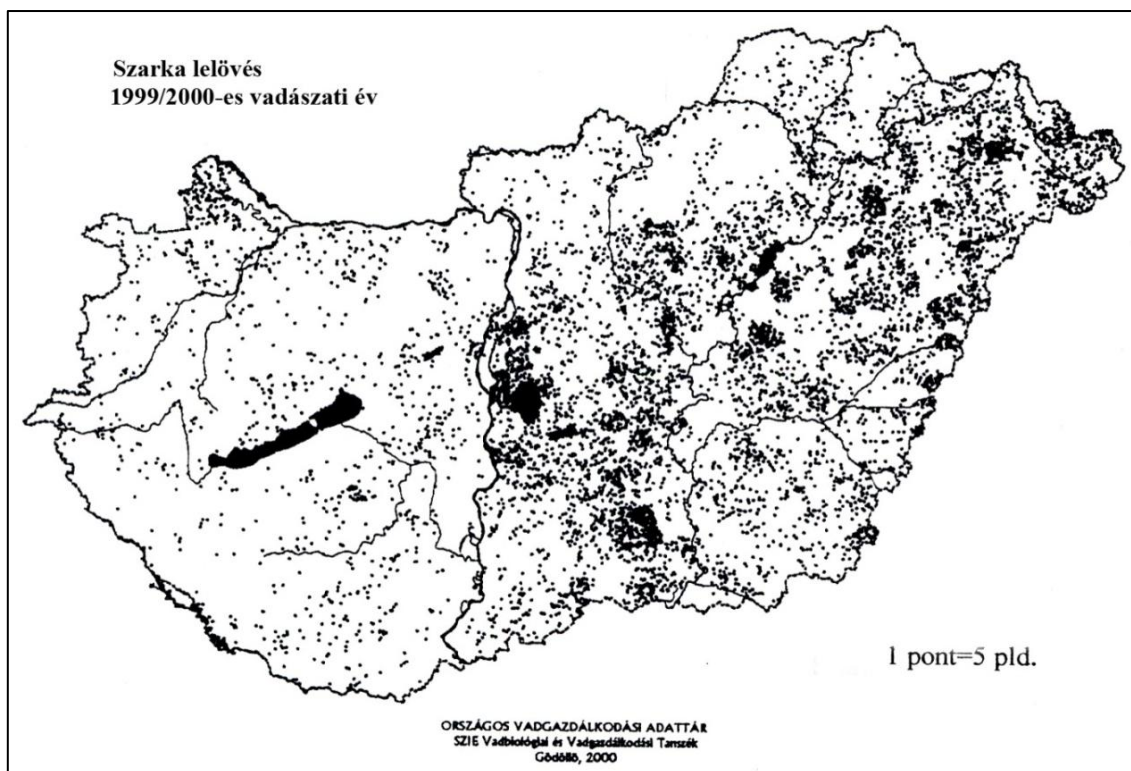 Szarka lelövés
1999/2000-es vadászati év
1 pont=5 pld.
ORSZÁGOS VADGAZDÁLKODÁSI ADATTÁR
SZIE Vadbiológiai és Vadgazdálkodási Tanszék
Gödöllő, 2000